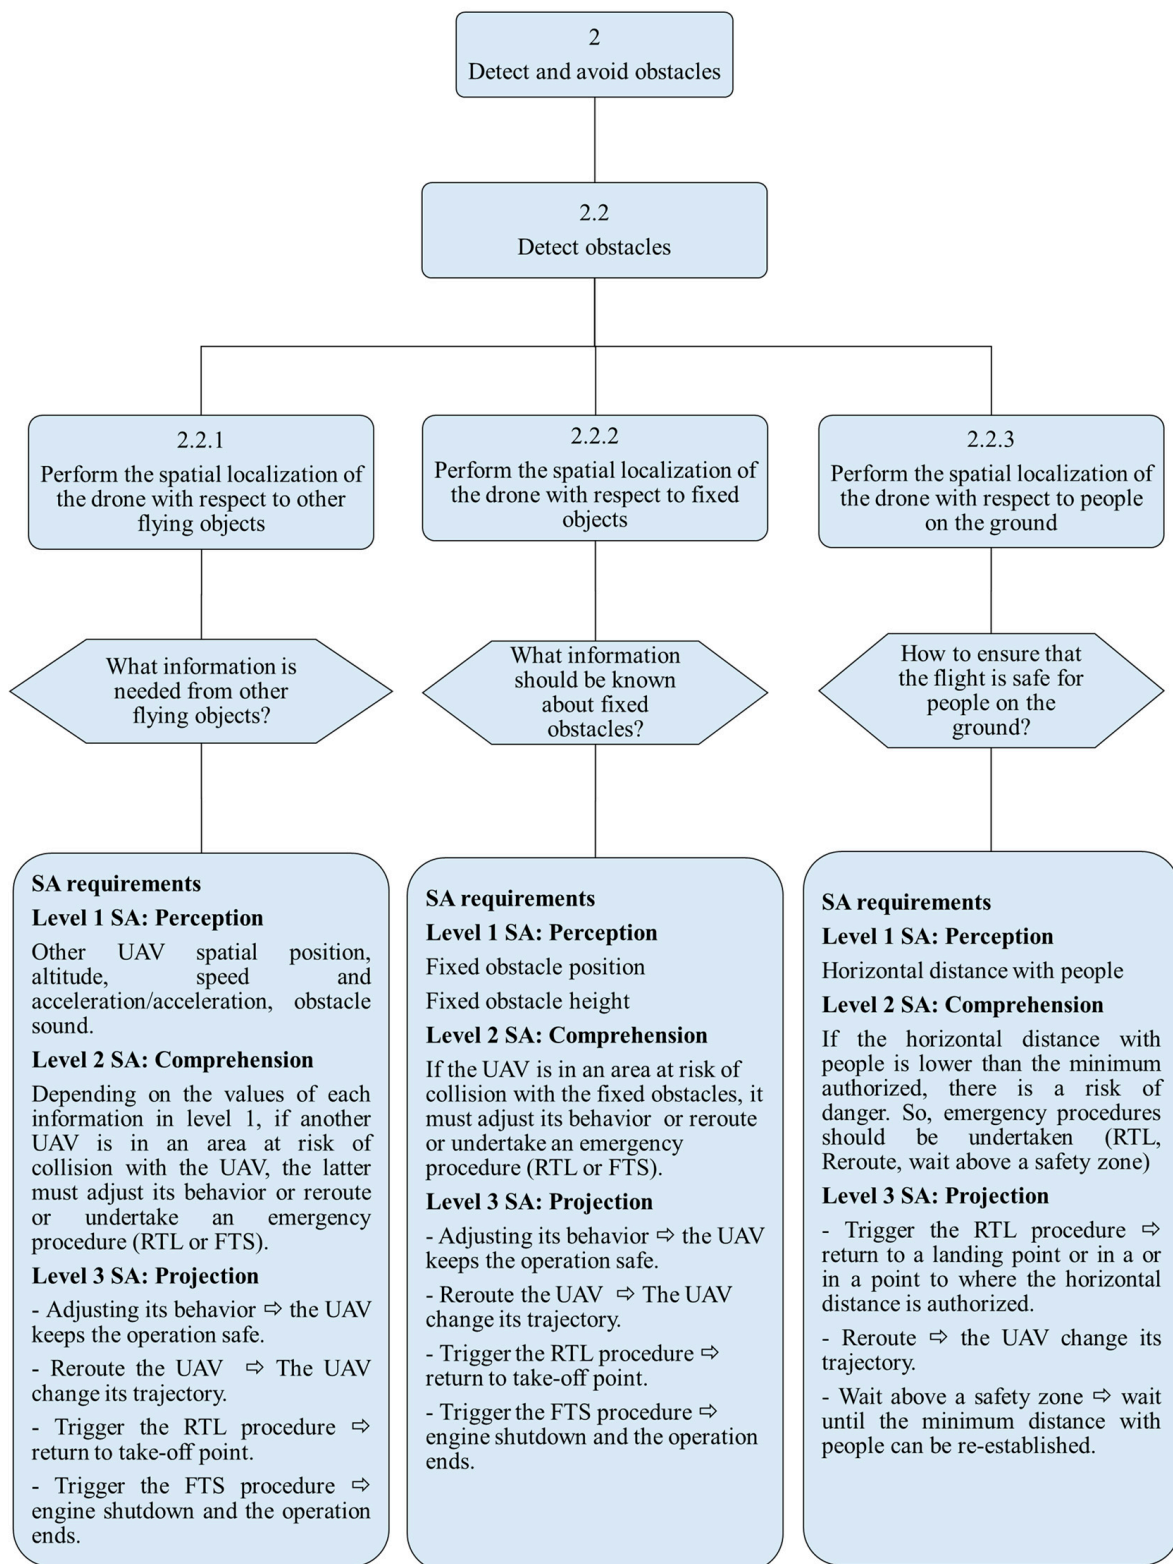 2
Detect and avoid obstacles
2.2
Detect obstacles
2.2.1
Perform the spatial localization of
the drone with respect to other
flying objects
2.2.2
Perform the spatial localization of
the drone with respect to fixed
objects
2.2.3
Perform the spatial localization of
the drone with respect to people
on the ground
What information is
needed from other
flying objects?
What information
should be known
about fixed
obstacles?
How to ensure that
the flight is safe for
people on the
ground?
SA requirements
Level 1 SA: Perception
Other UAV spatial position,
altitude, speed and
acceleration/acceleration, obstacle
sound.
Level 2 SA: Comprehension
Depending on the values of each
information in level 1, if another
UAV is in an area at risk of
collision with the UAV, the latter
must adjust its behavior or reroute
or undertake an emergency
procedure (RTL or FTS).
Level 3 SA: Projection
- Adjusting its behavior ⇨ the UAV
keeps the operation safe.
- Reroute the UAV ⇨ The UAV
change its trajectory.
- Trigger the RTL procedure ⇨
return to take-off point.
- Trigger the FTS procedure ⇨
engine shutdown and the operation
ends.
SA requirements
Level 1 SA: Perception
Fixed obstacle position
Fixed obstacle height
Level 2 SA: Comprehension
If the UAV is in an area at risk of
collision with the fixed obstacles, it
must adjust its behavior or reroute
or undertake an emergency
procedure (RTL or FTS).
Level 3 SA: Projection
- Adjusting its behavior ⇨ the UAV
keeps the operation safe.
- Reroute the UAV ⇨ The UAV
change its trajectory.
- Trigger the RTL procedure ⇨
return to take-off point.
- Trigger the FTS procedure ⇨
engine shutdown and the operation
ends.
SA requirements
Level 1 SA: Perception
Horizontal distance with people
Level 2 SA: Comprehension
If the horizontal distance with
people is lower than the minimum
authorized, there is a risk of
danger. So, emergency procedures
should be undertaken (RTL,
Reroute, wait above a safety zone)
Level 3 SA: Projection
- Trigger the RTL procedure ⇨
return to a landing point or in a or
in a point to where the horizontal
distance is authorized.
- Reroute ⇨ the UAV change its
trajectory.
- Wait above a safety zone ⇨ wait
until the minimum distance with
people can be re-established.